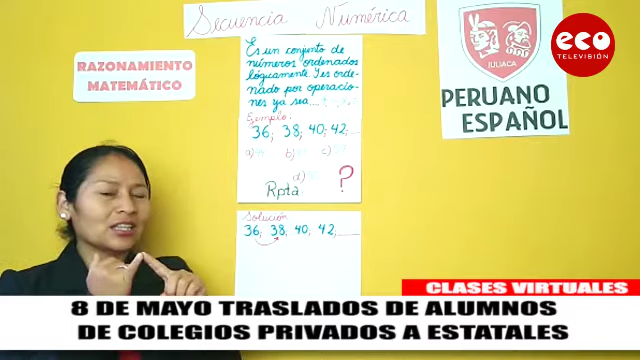 Secuencia Numérica
RAZONAMIENTO
MATEMÁTICO
Es un conjunto de
números ordenados
lógicamente. Y es orde-
nado por operacio-
nes ya sea....
Ejemplo:
36; 38; 40; 42;
a)
b)
c)
d)
Rpta
?
Solución
36; 38; 40; 42;
JULIACA
PERUANO
ESPAÑOL
eco
TELEVISIÓN
CLASES VIRTUALES
8 DE MAYO TRASLADOS DE ALUMNOS
DE COLEGIOS PRIVADOS A ESTATALES